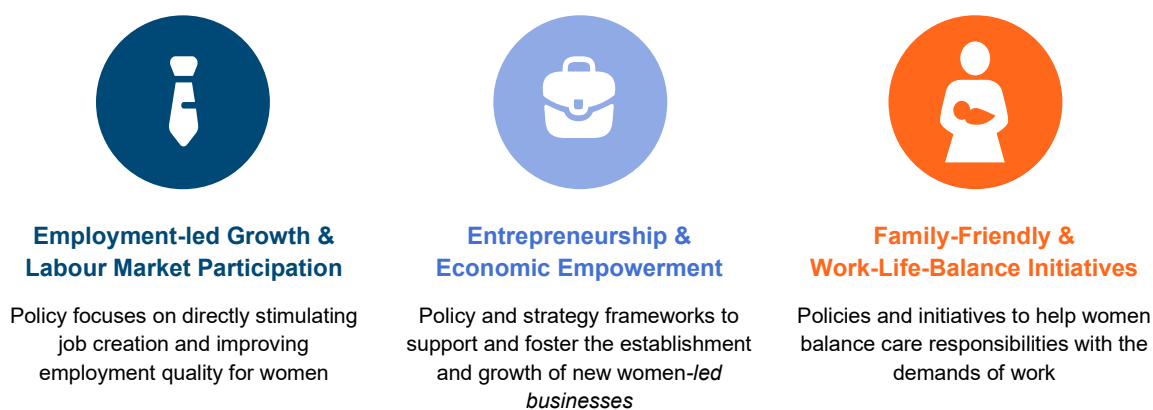 Employment-led Growth &
Labour Market Participation
Policy focuses on directly stimulating
job creation and improving
employment quality for women
Entrepreneurship &
Economic Empowerment
Policy and strategy frameworks to
support and foster the establishment
and growth of new women-led
businesses
Family-Friendly &
Work-Life-Balance Initiatives
Policies and initiatives to help women
balance care responsibilities with the
demands of work